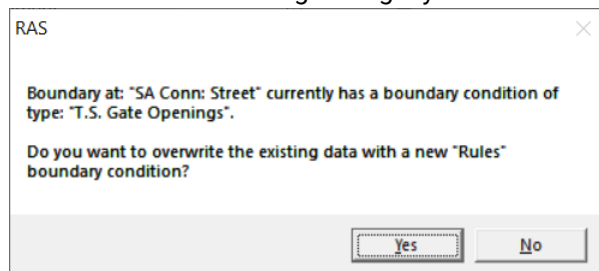 RAS
Boundary at: "SA Conn: Street" currently has a boundary condition of
type: "T.S. Gate Openings".
Do you want to overwrite the existing data with a new "Rules"
boundary condition?
Yes
No